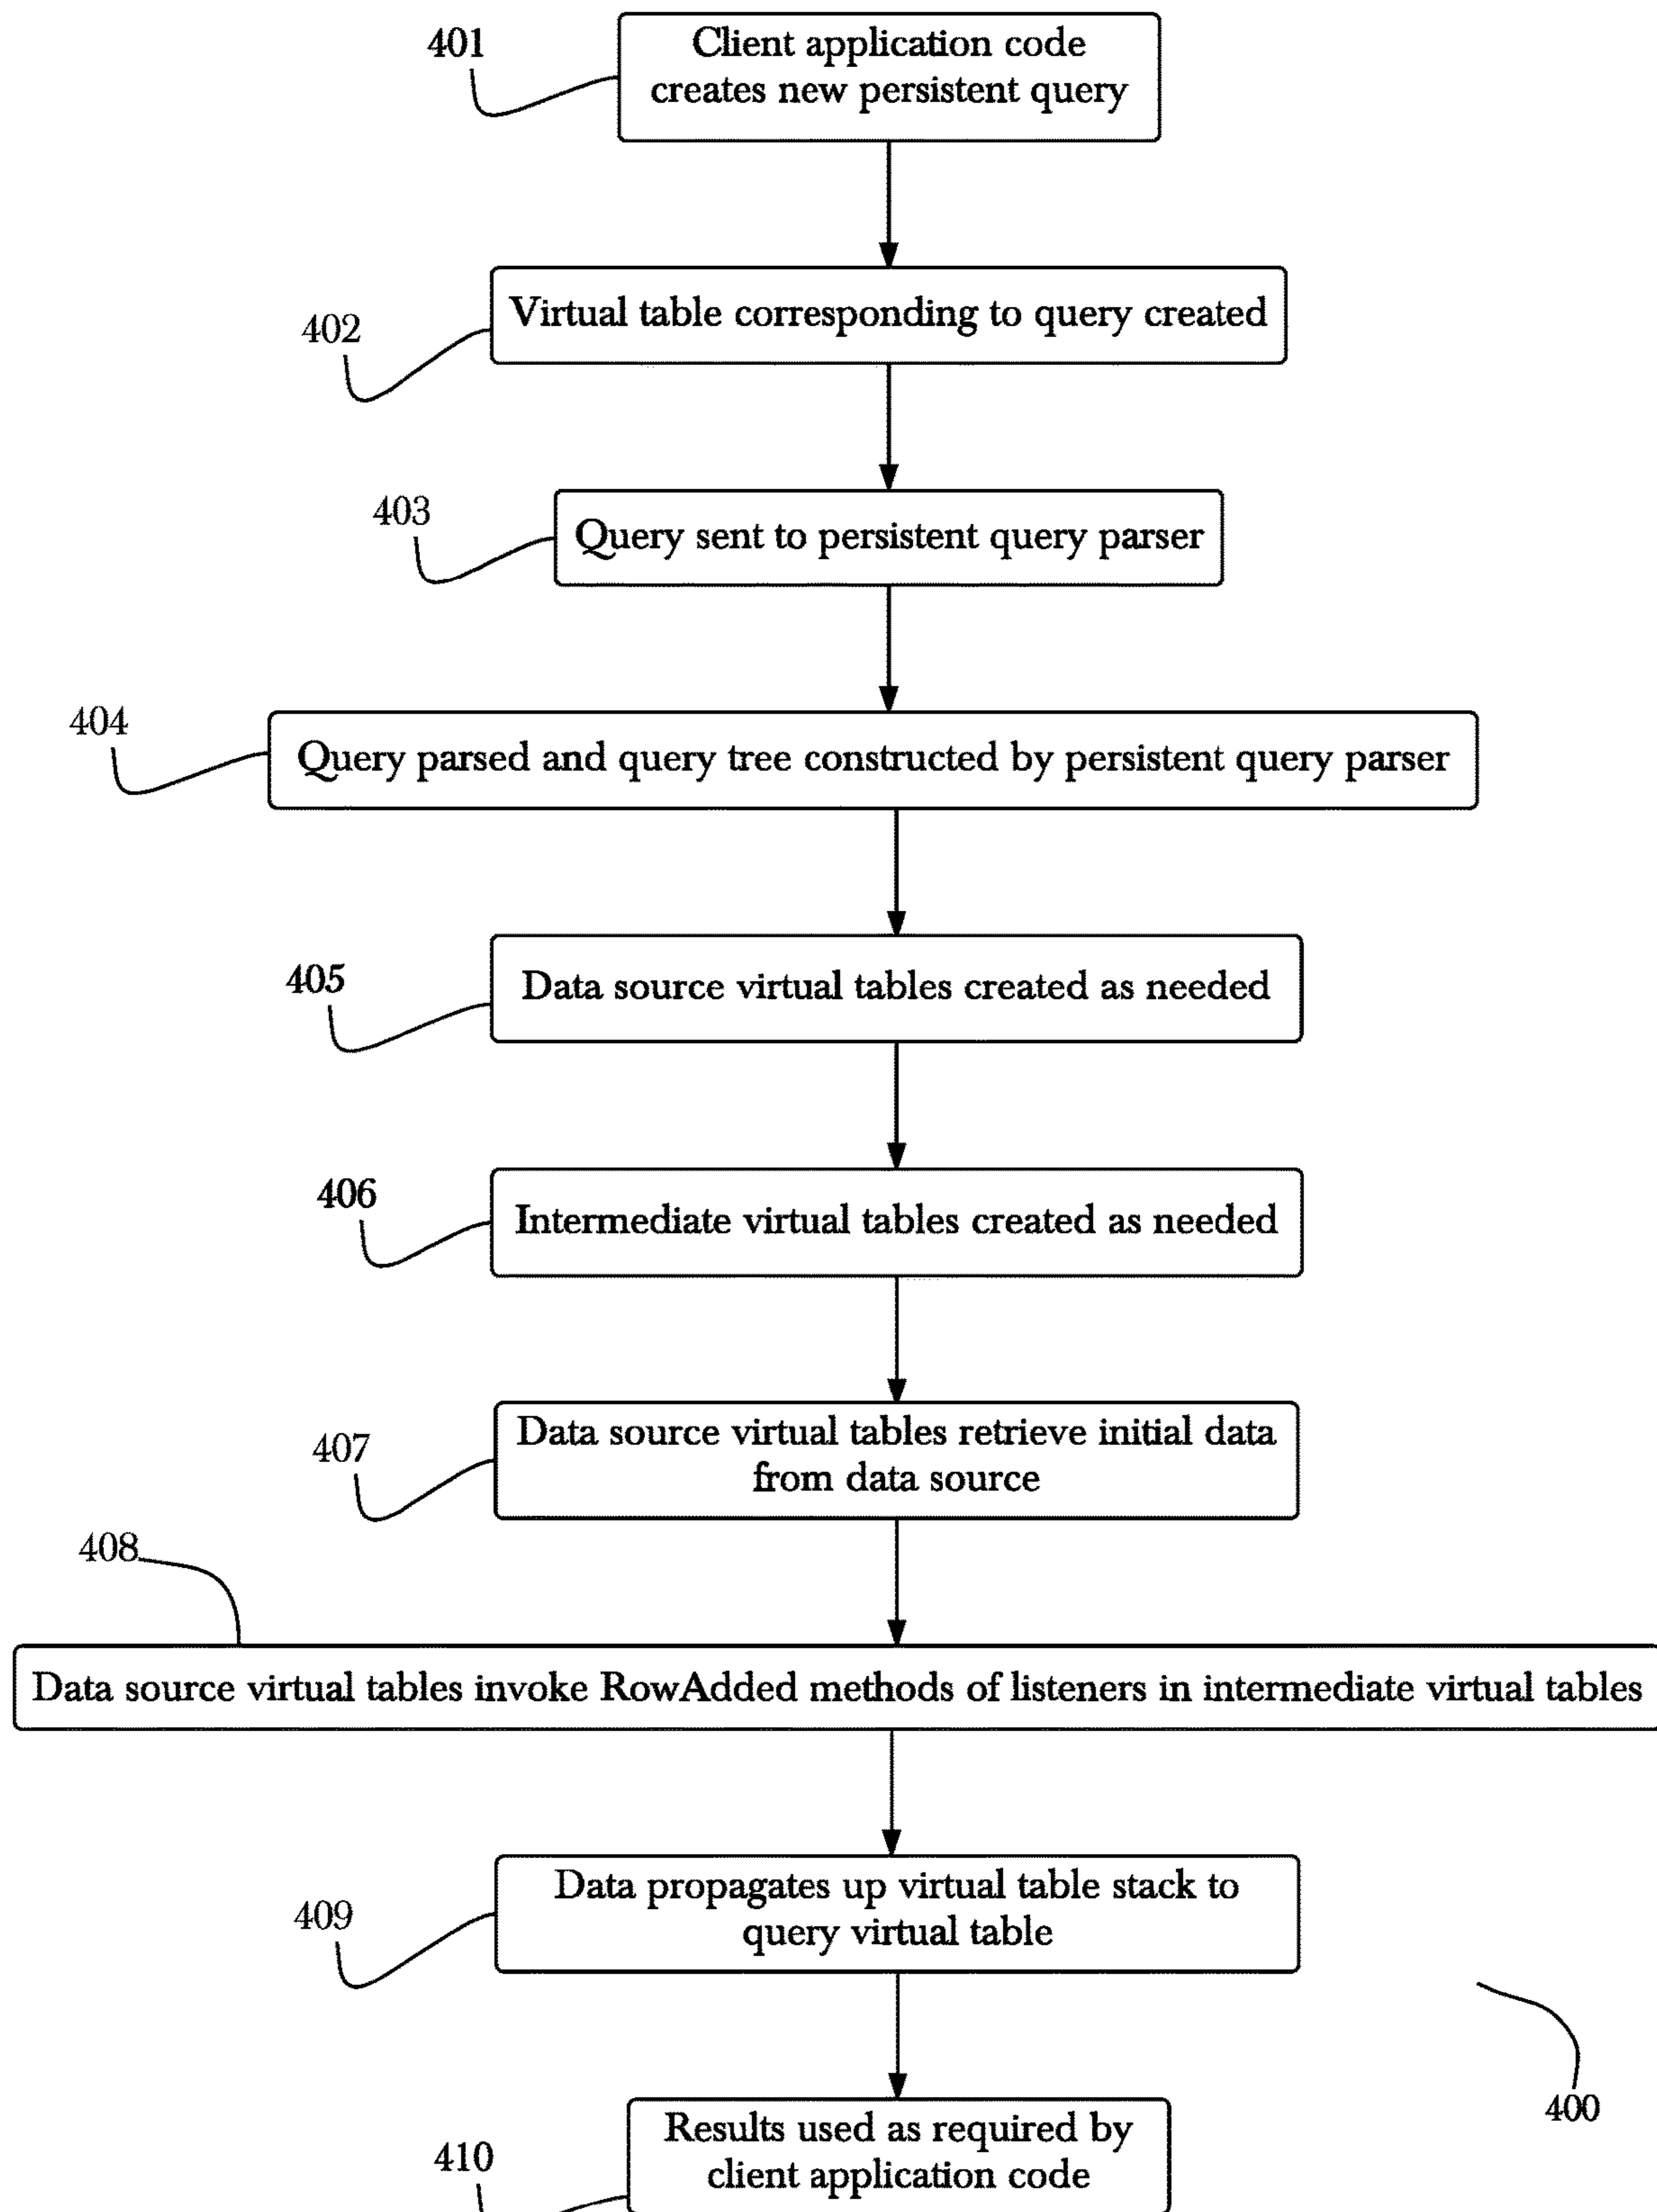 401
Client application code
creates new persistent query
402
Virtual table corresponding to query created
403
Query sent to persistent query parser
404
Query parsed and query tree constructed by persistent query parser
405
Data source virtual tables created as needed
406
Intermediate virtual tables created as needed
407
Data source virtual tables retrieve initial data
from data source
408
Data source virtual tables invoke RowAdded methods of listeners in intermediate virtual tables
409
Data propagates up virtual table stack to
query virtual table
400
410
Results used as required by
client application code